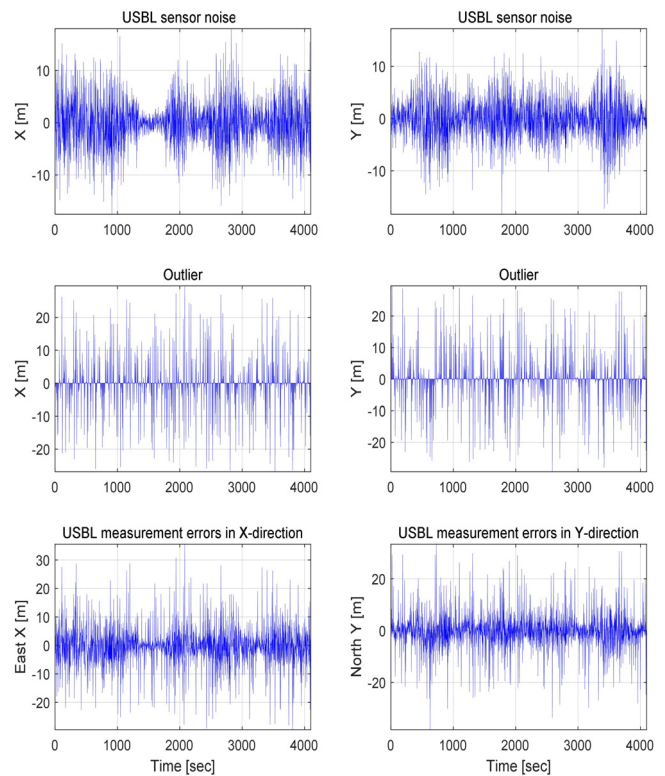 USBL sensor noise
X [m]
10
0
-10
0 1000 2000 3000 4000
USBL sensor noise
Y [m]
10
0
-10
0 1000 2000 3000 4000
Outlier
X [m]
20
10
0
-10
-20
0 1000 2000 3000 4000
Outlier
Y [m]
20
10
0
-10
-20
0 1000 2000 3000 4000
USBL measurement errors in X-direction
East X [m]
30
20
10
0
-10
-20
0 1000 2000 3000 4000
Time [sec]
USBL measurement errors in Y-direction
North Y [m]
20
0
-20
0 1000 2000 3000 4000
Time [sec]